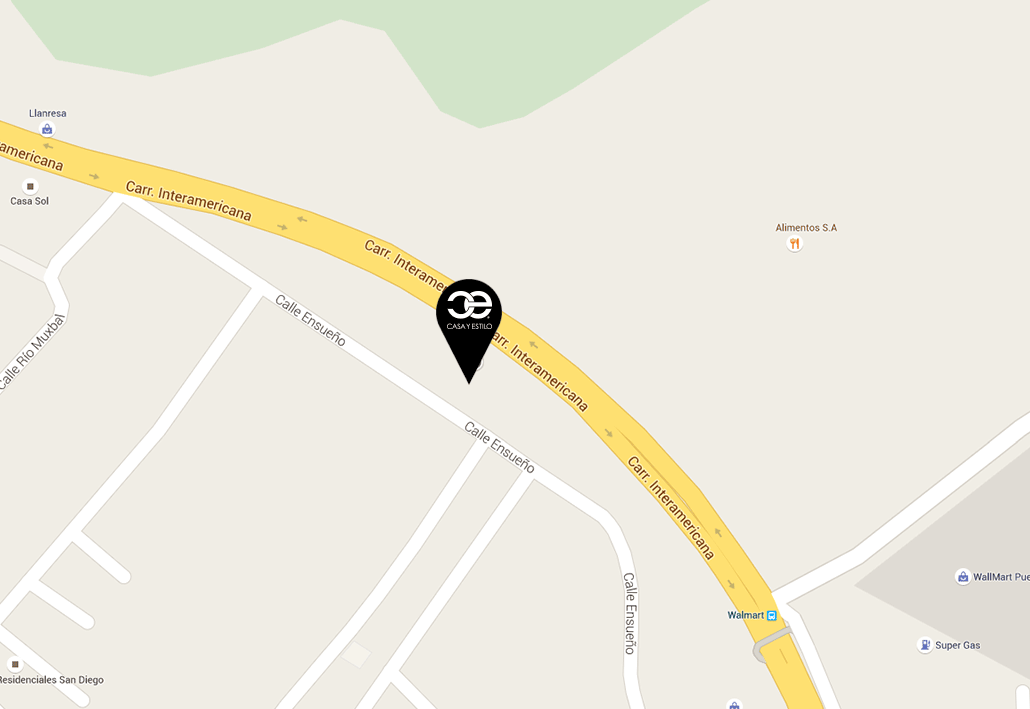 Llanresa
americana
Casa Sol
Carr. Interamericana
Alimentos S.A
Carr. Interame
Calle Ensueño
CASA Y ESTILO
arr. Interamericana
Calle Río Muxbal
Calle Ensueño
Carr. Interamericana
Calle Ensueño
WallMart Pue
Walmart
Super Gas
Residenciales San Diego